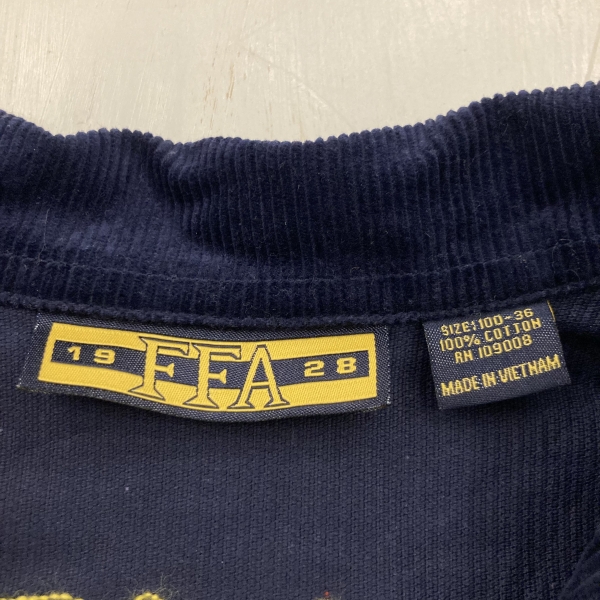 19 FFA 28
SIZE:100-36
100% COTTON
RN 109008
MADE IN VIETNAM